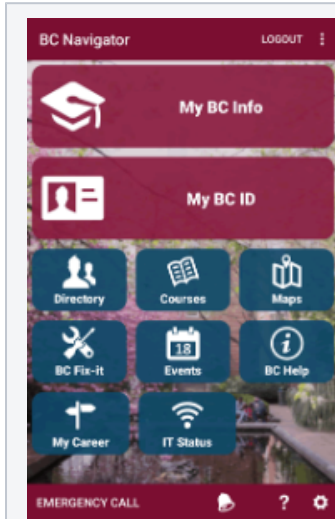 BC Navigator LOGOUT
My BC Info
My BC ID
Directory Courses Maps
18
BC Fix-it Events BC Help
My Career IT Status
EMERGENCY CALL ?